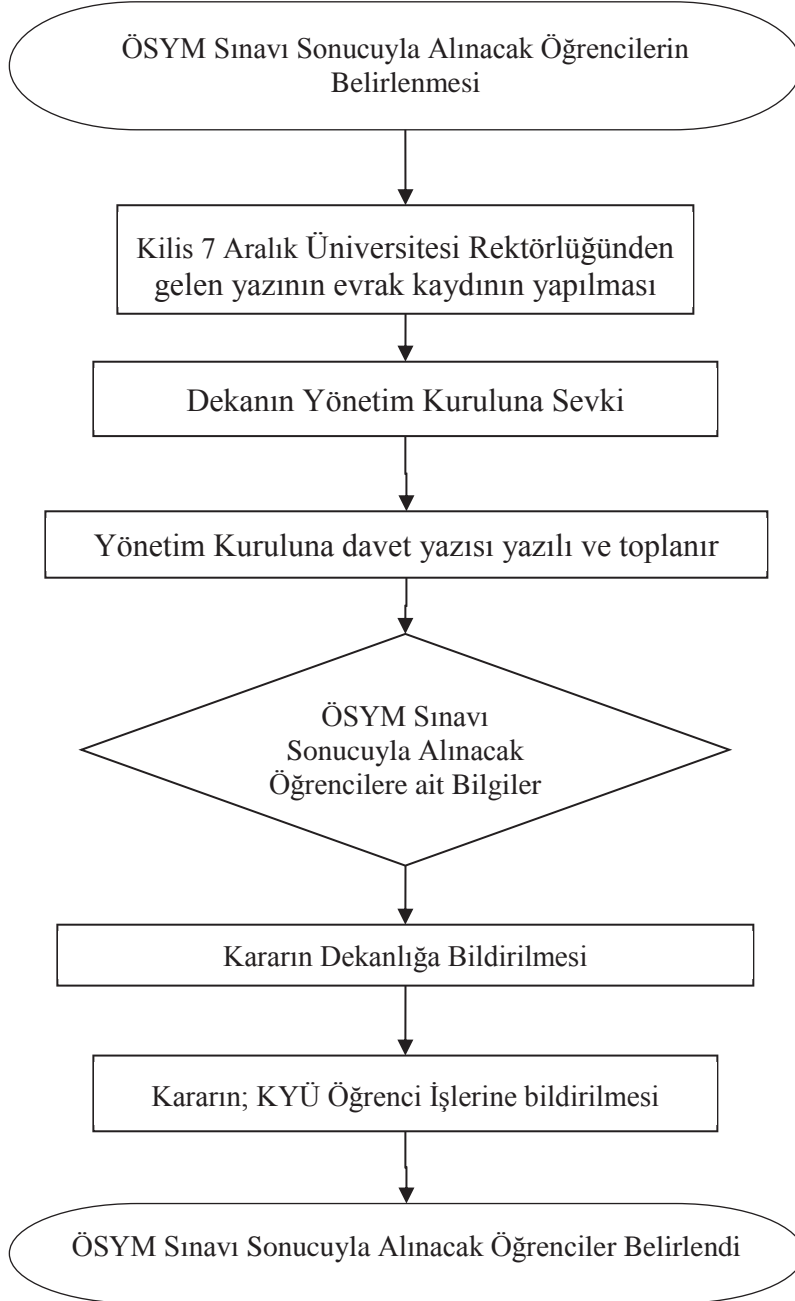 ÖSYM Sınavı Sonucuyla Alınacak Öğrencilerin
Belirlenmesi
Kilis 7 Aralık Üniversitesi Rektörlüğünden
gelen yazının evrak kaydının yapılması
Dekanın Yönetim Kuruluna Sevki
Yönetim Kuruluna davet yazısı yazılı ve toplanır
ÖSYM Sınavı
Sonucuyla Alınacak
Öğrencilere ait Bilgiler
Kararın Dekanlığa Bildirilmesi
Kararın; KYÜ Öğrenci İşlerine bildirilmesi
ÖSYM Sınavı Sonucuyla Alınacak Öğrenciler Belirlendi